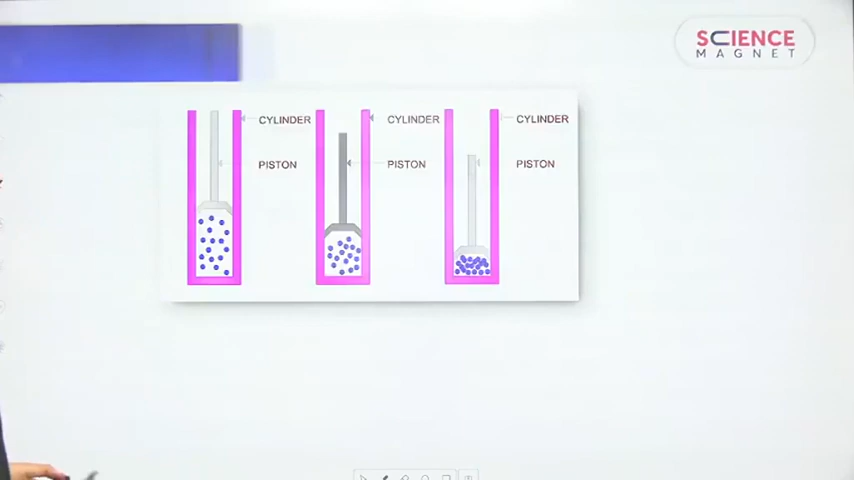 SCIENCE
MAGNET
CYLINDER CYLINDER CYLINDER
PISTON PISTON PISTON